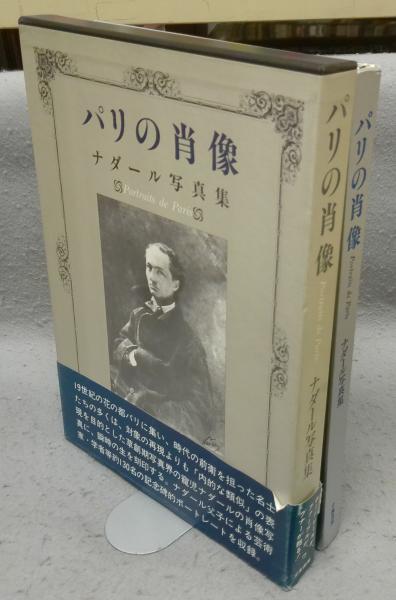 パリの肖像
ナダール写真集
Portraits de Paris
19世紀の花の都パリに集い、時代の前衛を担った名士
たちの多くは、対象の再現よりも「内的な類似」の表
現を目的とした革創期写真界の寵児ナダールの肖像写
真に、瞬時の生を刻印する。ナダール父子による芸術
家・学者等約130名の記念碑的ポートレートを収録。
パリの肖像
Portraits de Paris
ナダール写真集
パリの肖像
Portraits de Paris
ナダール写真集